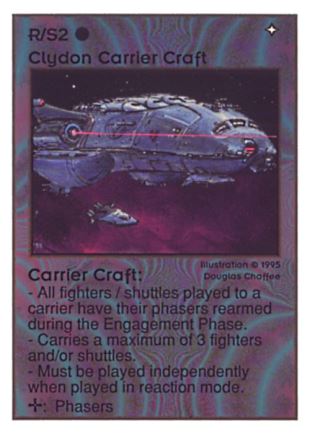 R/S2
Clydon Carrier Craft
Illustration © 1995
Douglas Chaffee
Carrier Craft:
- All fighters / shuttles played to a
carrier have their phasers rearmed
during the Engagement Phase.
- Carries a maximum of 3 fighters
and/or shuttles.
- Must be played independently
when played in reaction mode.
: Phasers